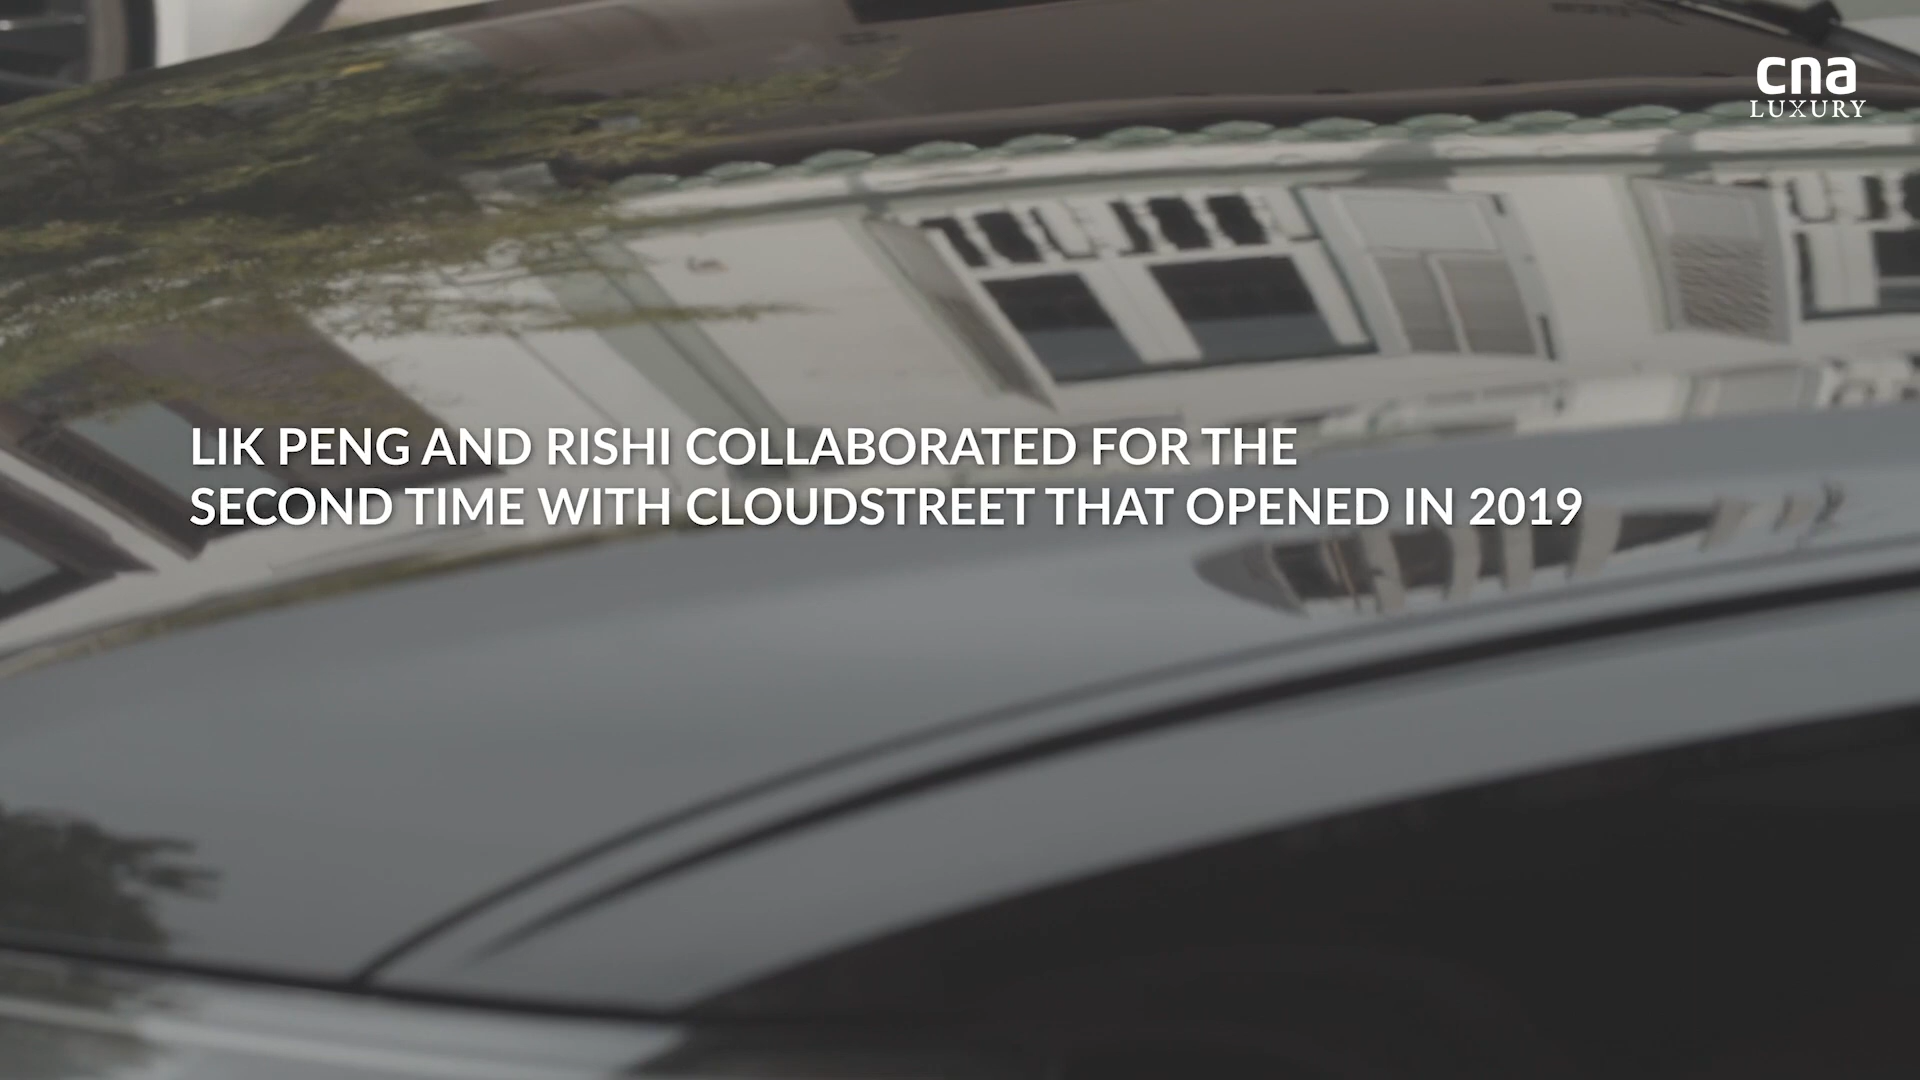 cna
LUXURY
LIK PENG AND RISHI COLLABORATED FOR THE
SECOND TIME WITH CLOUDSTREET THAT OPENED IN 2019